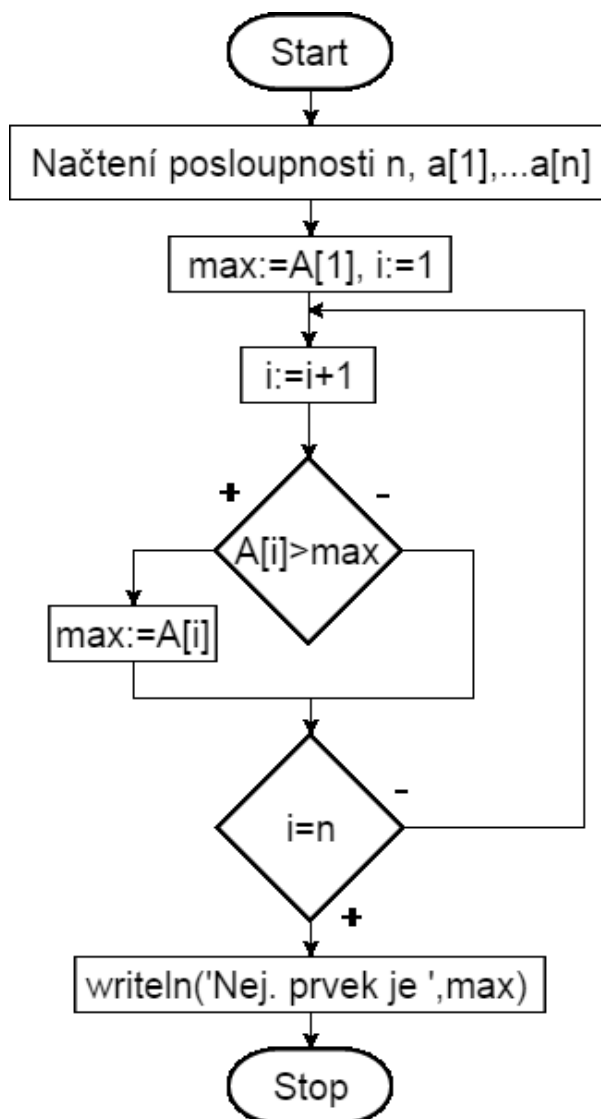 Start
Načtení posloupnosti n, a[1],...a[n]
max:=A[1], i:=1
i:=i+1
+ -
A[i]>max
max:=A[i]
-
i=n
+
writeln('Nej. prvek je ',max)
Stop